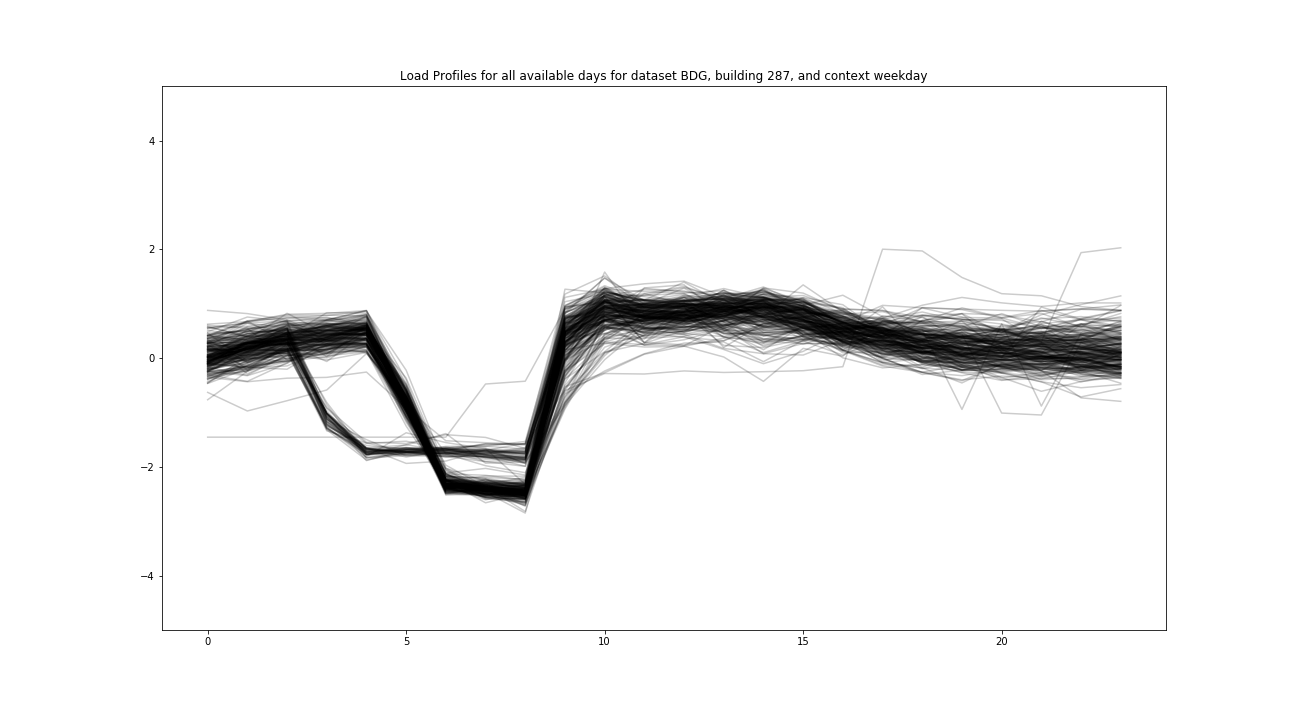 Load Profiles for all available days for dataset BDG, building 287, and context weekday
4
2
0
−2
−4
0 5 10 15 20